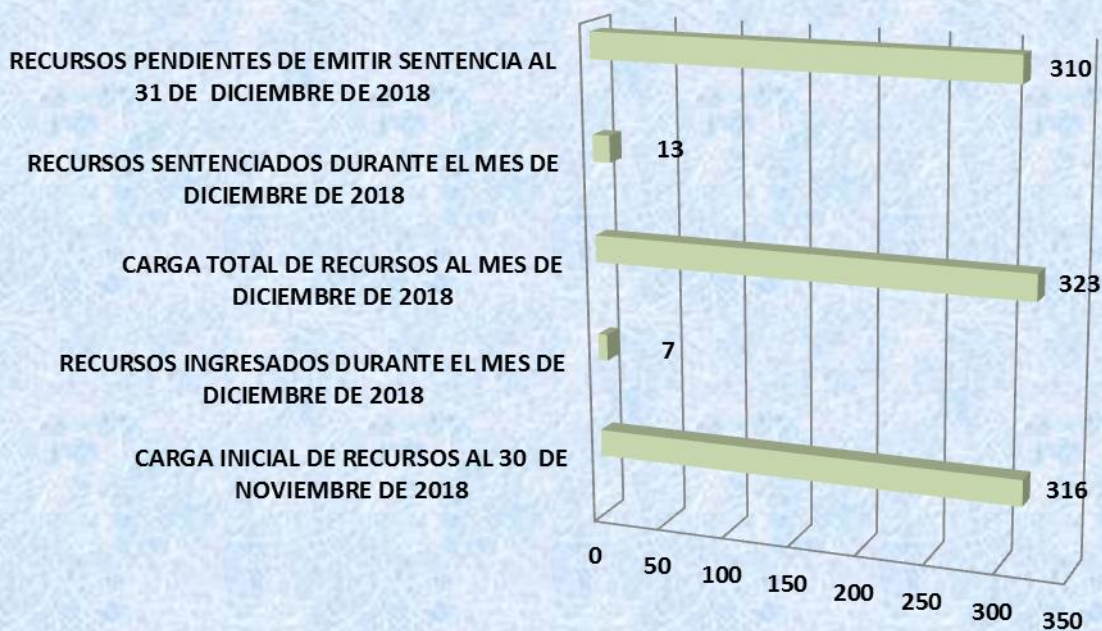 RECURSOS PENDIENTES DE EMITIR SENTENCIA AL
31 DE DICIEMBRE DE 2018
310
RECURSOS SENTENCIADOS DURANTE EL MES DE
DICIEMBRE DE 2018
13
CARGA TOTAL DE RECURSOS AL MES DE
DICIEMBRE DE 2018
323
RECURSOS INGRESADOS DURANTE EL MES DE
DICIEMBRE DE 2018
7
CARGA INICIAL DE RECURSOS AL 30 DE
NOVIEMBRE DE 2018
316
0 50 100 150 200 250 300 350